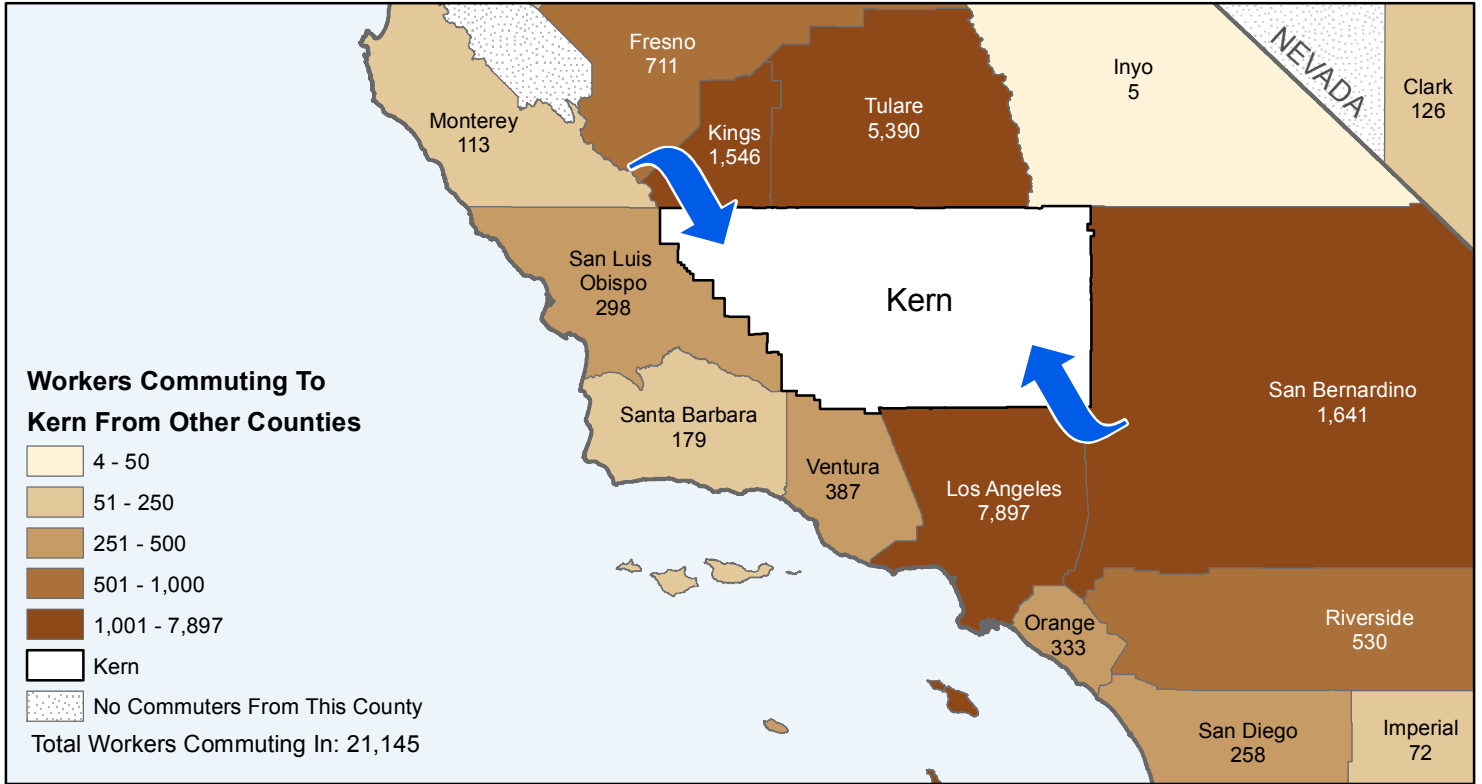 Fresno
711
Inyo
5
NEVADA
Clark
126
Monterey
113
Kings
1,546
Tulare
5,390
San Luis
Obispo
298
Kern
San Bernardino
1,641
Santa Barbara
179
Ventura
387
Los Angeles
7,897
Orange
333
Riverside
530
San Diego
258
Imperial
72
Workers Commuting To
Kern From Other Counties
4 - 50
51 - 250
251 - 500
501 - 1,000
1,001 - 7,897
Kern
No Commuters From This County
Total Workers Commuting In: 21,145